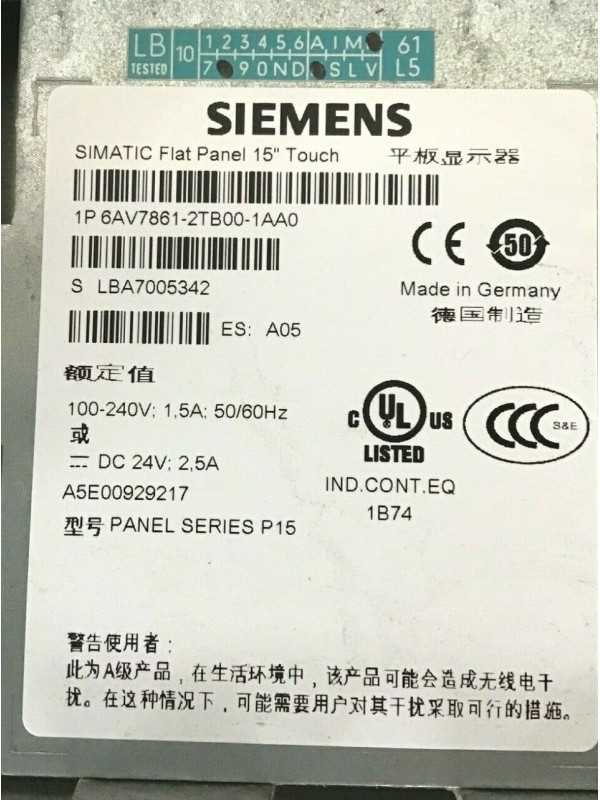 LB 10 1 2 3 4 5 6 A I M 61
TESTED 7 9 0 N D S L V L5
SIEMENS
SIMATIC Flat Panel 15" Touch 平板显示器
1P 6AV7861-2TB00-1AA0
CE 50
S LBA7005342
Made in Germany
德国制造
ES: A05
额定值
100-240V; 1,5A; 50/60Hz
或
DC 24V; 2,5A
C UL US
LISTED
CCC S&E
A5E00929217
IND.CONT.EQ
1B74
型号 PANEL SERIES P15
警告使用者:
此为A级产品,在生活环境中,该产品可能会造成无线电干
扰。在这种情况下,可能需要用户对其干扰采取可行的措施。